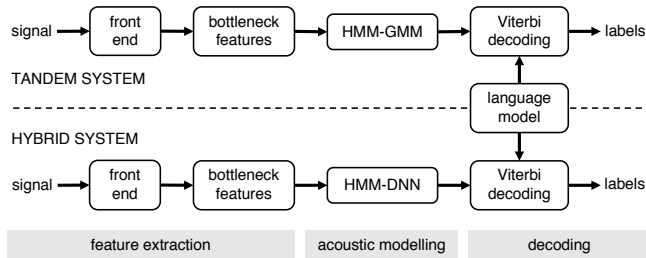 signal
front
end
bottleneck
features
HMM-GMM
Viterbi
decoding
labels
TANDEM SYSTEM
language
model
HYBRID SYSTEM
signal
front
end
bottleneck
features
HMM-DNN
Viterbi
decoding
labels
feature extraction
acoustic modelling
decoding